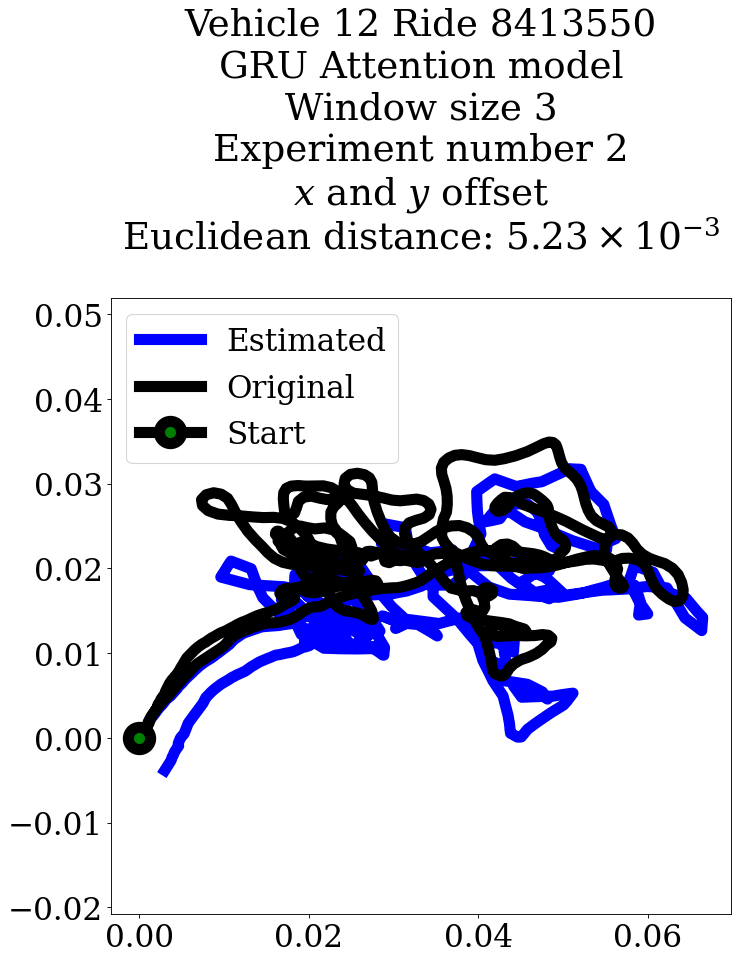 Vehicle 12 Ride 8413550
GRU Attention model
Window size 3
Experiment number 2
x and y offset
Euclidean distance: 5.23 × 10⁻³
0.05
0.04
0.03
0.02
0.01
0.00
−0.01
−0.02
Estimated
Original
Start
0.00 0.02 0.04 0.06